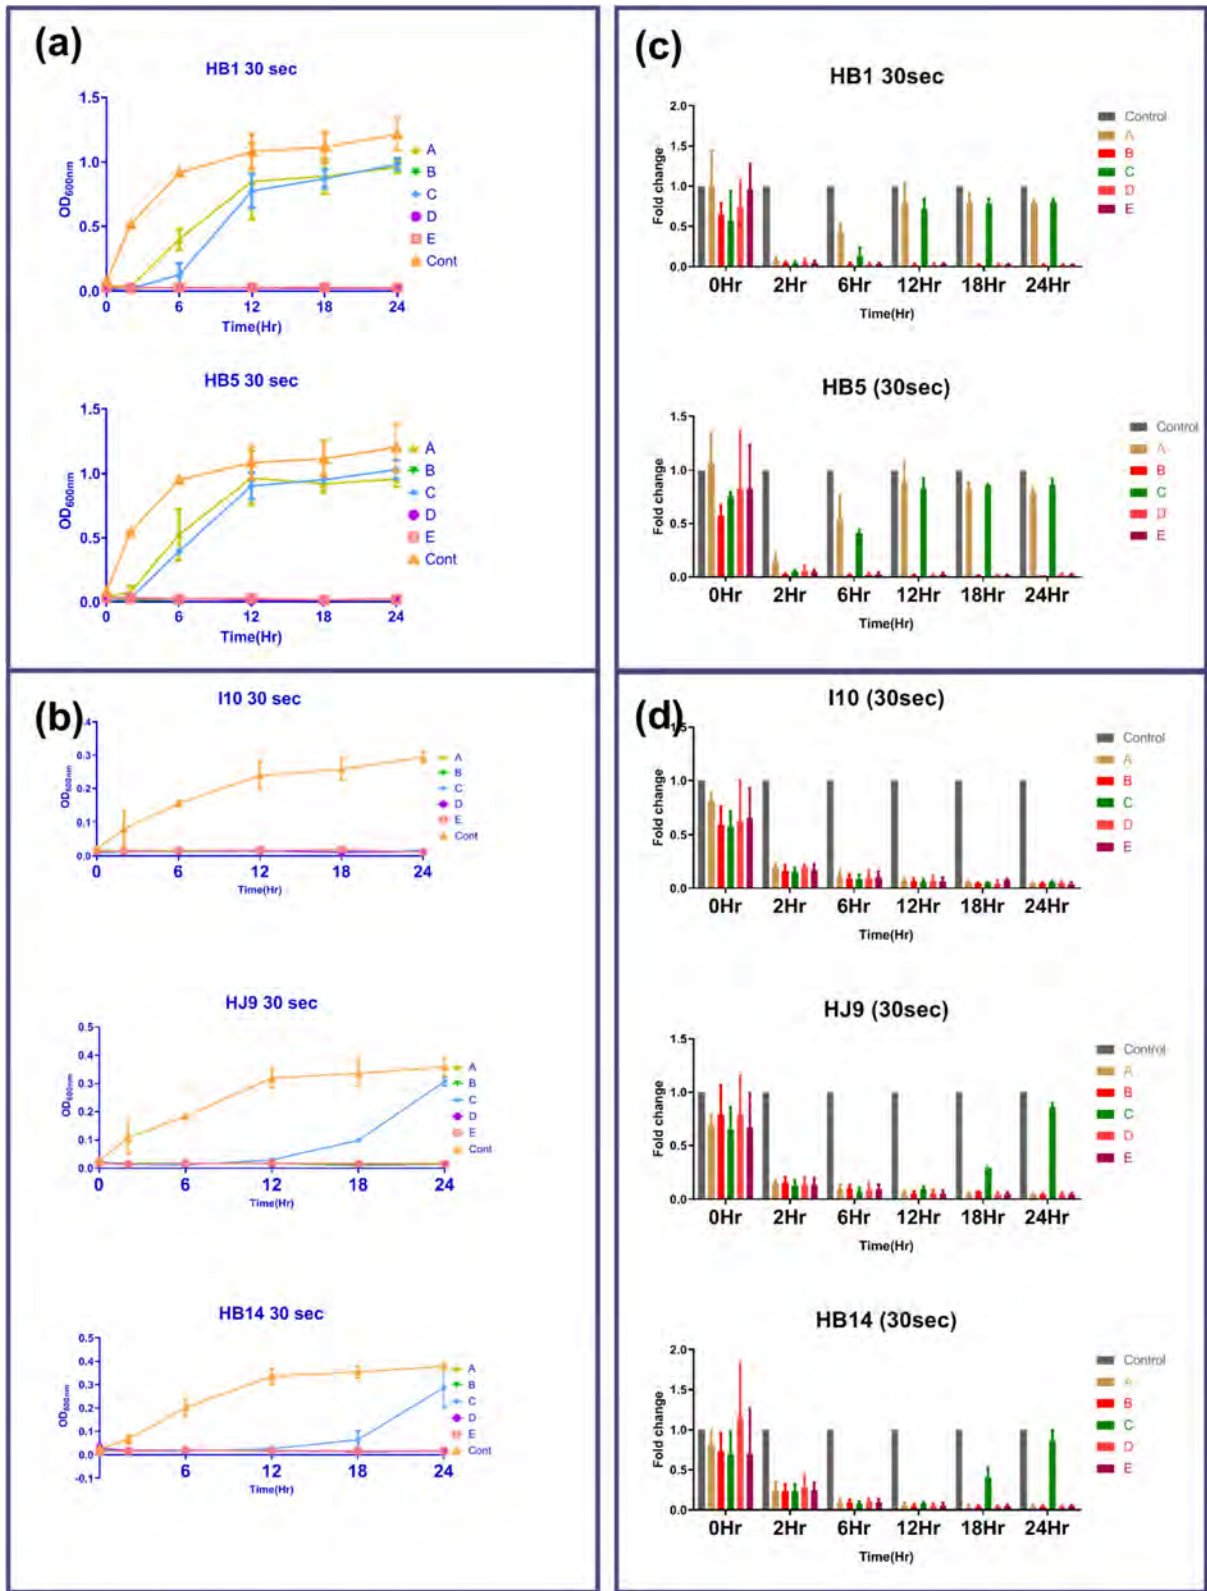 (a)
HB1 30 sec
OD600nm
1.5
1.0
0.5
0.0
0 6 12 18 24
Time(Hr)
A
B
C
D
E
Cont
HB5 30 sec
OD600nm
1.5
1.0
0.5
0.0
0 6 12 18 24
Time(Hr)
A
B
C
D
E
Cont
(c)
HB1 30sec
Fold change
2.0
1.5
1.0
0.5
0.0
0Hr 2Hr 6Hr 12Hr 18Hr 24Hr
Time(Hr)
Control
A
B
C
D
E
HB5 (30sec)
Fold change
1.5
1.0
0.5
0.0
0Hr 2Hr 6Hr 12Hr 18Hr 24Hr
Time(Hr)
Control
A
B
C
D
E
(b)
I10 30 sec
OD600nm
0.3
0.2
0.1
0.0
0 6 12 18 24
Time(Hr)
A
B
C
D
E
Cont
HJ9 30 sec
OD600nm
0.5
0.4
0.3
0.2
0.1
0.0
0 6 12 18 24
Time(Hr)
A
B
C
D
E
Cont
HB14 30 sec
OD600nm
0.5
0.4
0.3
0.2
0.1
0.0
-0.1
6 12 18 24
Time(Hr)
A
B
C
D
E
Cont
(d)
I10 (30sec)
Fold change
1.5
1.0
0.5
0.0
0Hr 2Hr 6Hr 12Hr 18Hr 24Hr
Time(Hr)
Control
A
B
C
D
E
HJ9 (30sec)
Fold change
1.5
1.0
0.5
0.0
0Hr 2Hr 6Hr 12Hr 18Hr 24Hr
Time(Hr)
Control
A
B
C
D
E
HB14 (30sec)
Fold change
2.0
1.5
1.0
0.5
0.0
0Hr 2Hr 6Hr 12Hr 18Hr 24Hr
Time(Hr)
Control
A
B
C
D
E